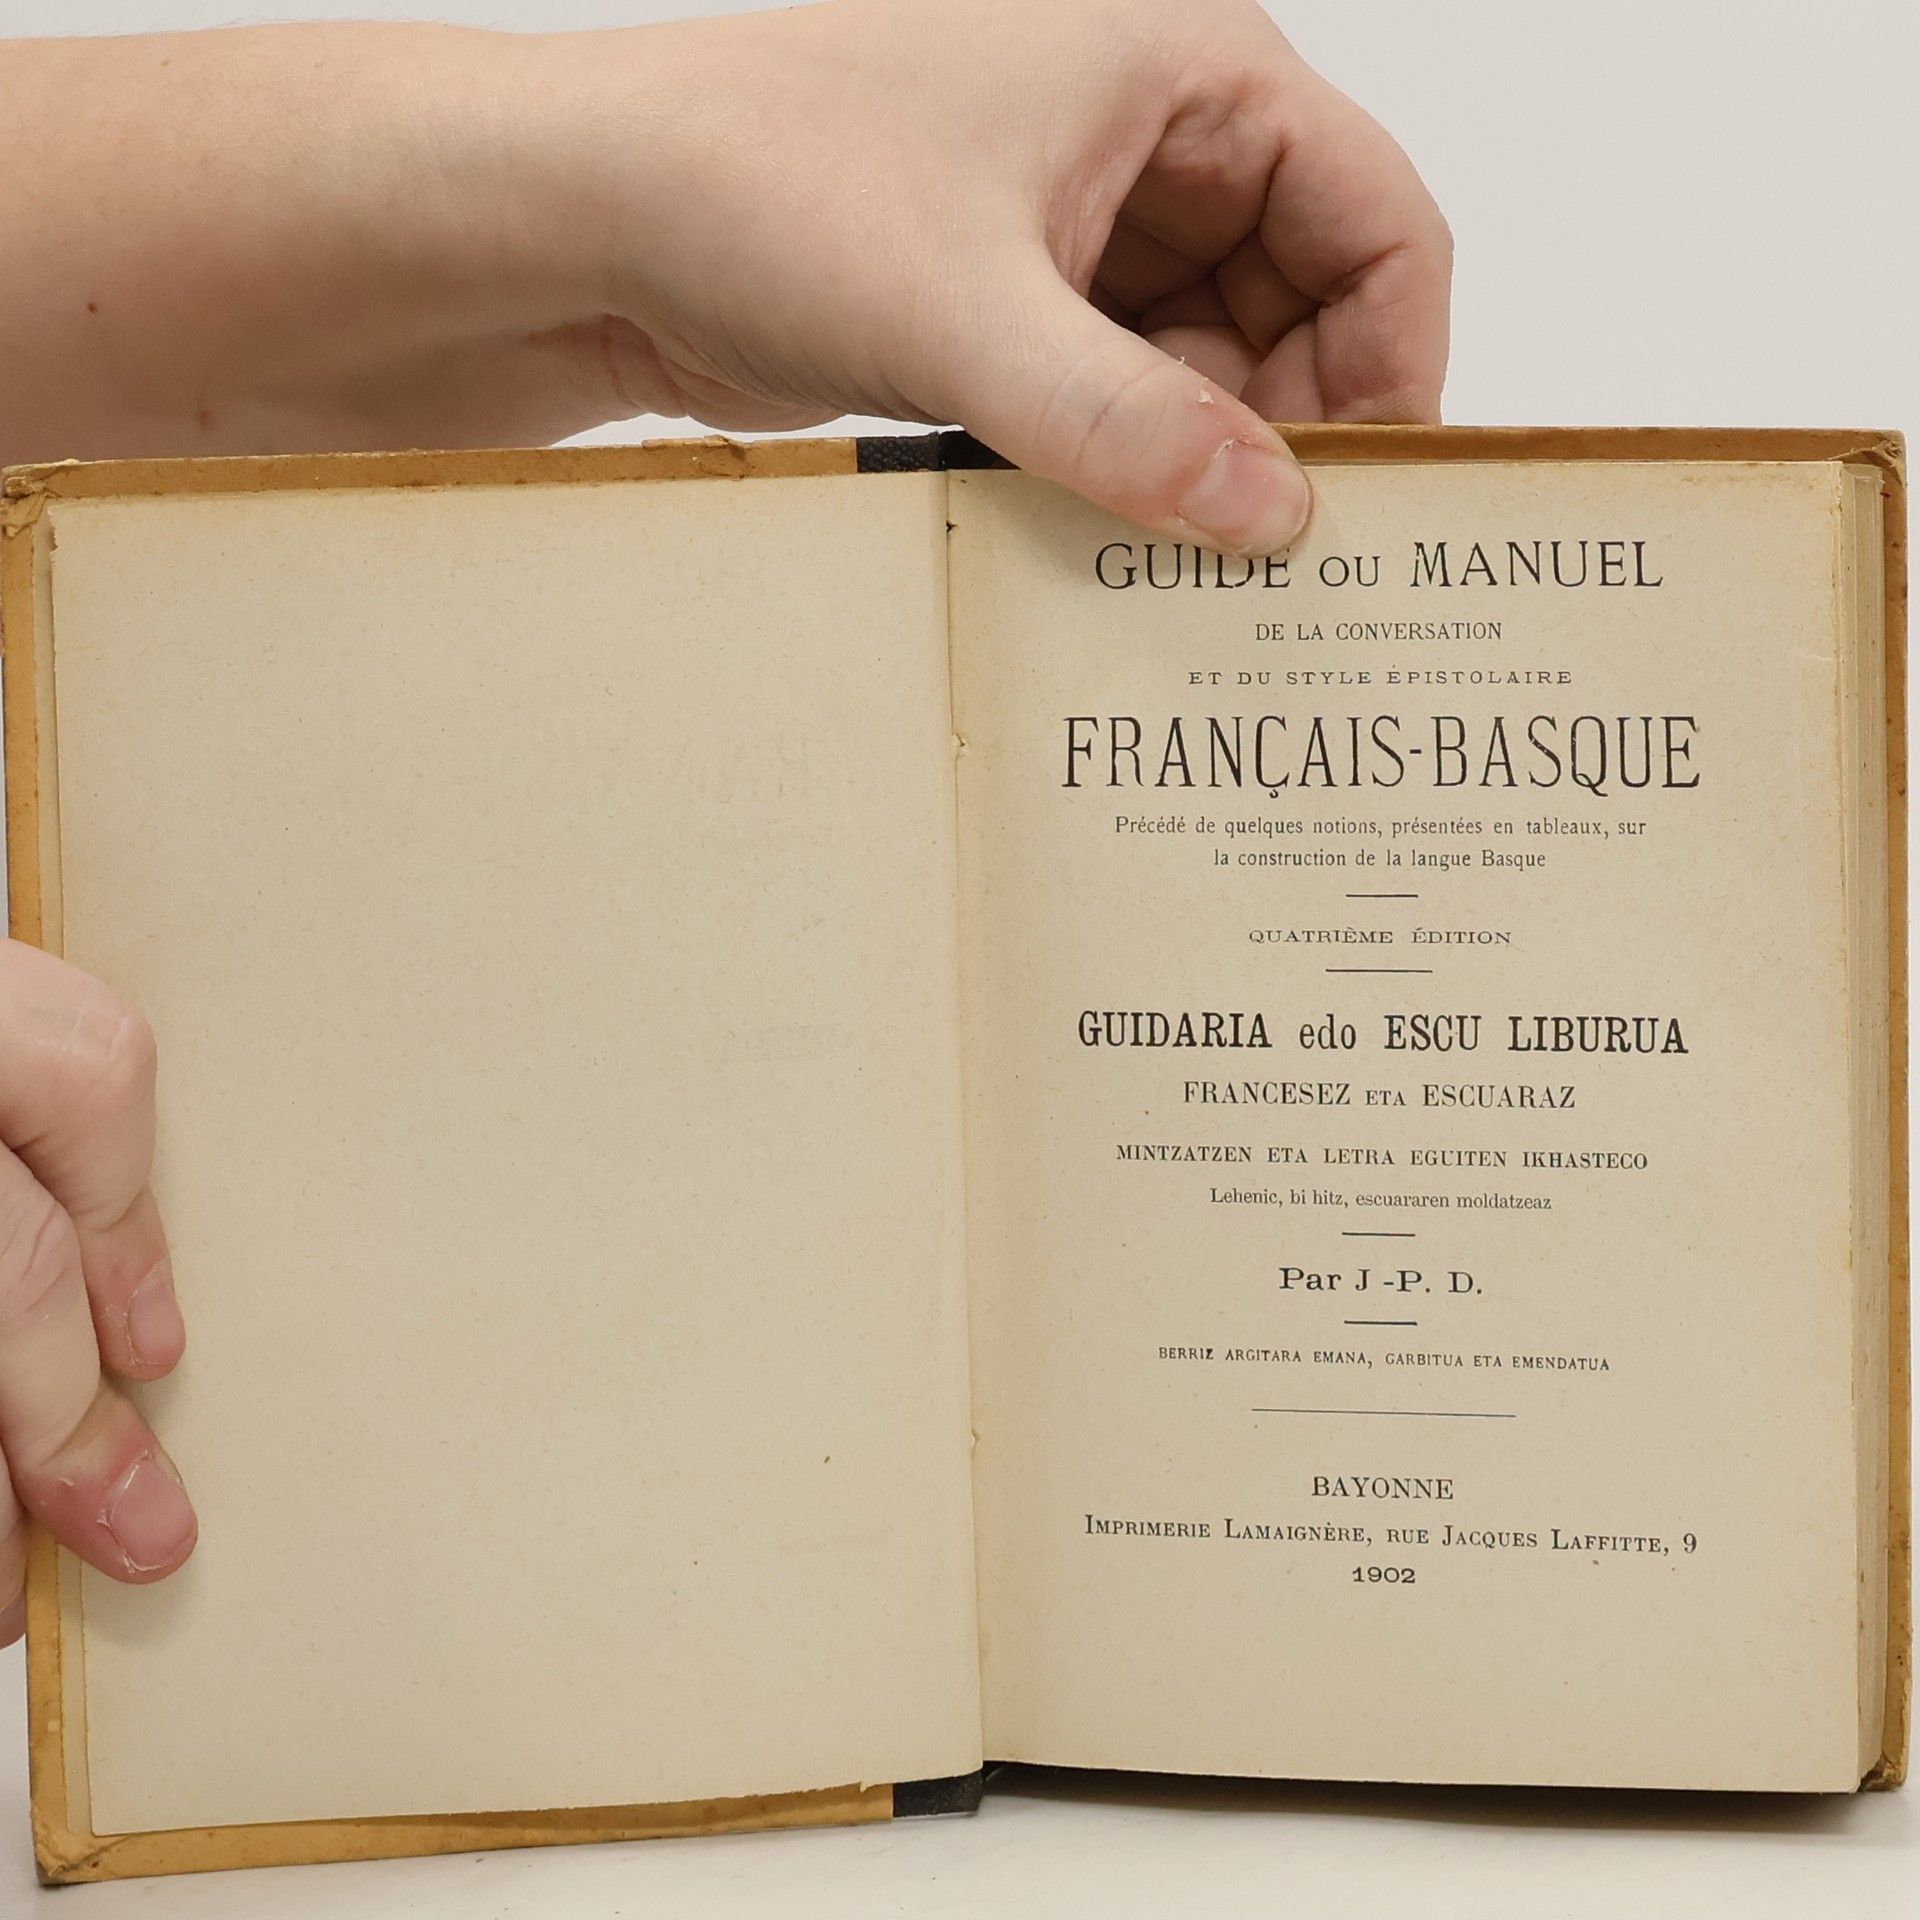 GUIDE OU MANUEL
DE LA CONVERSATION
ET DU STYLE ÉPISTOLAIRE
FRANÇAIS-BASQUE
Précédé de quelques notions, présentées en tableaux, sur
la construction de la langue Basque
QUATRIÈME ÉDITION
GUIDARIA edo ESCU LIBURUA
FRANCESEZ ETA ESCUARAZ
MINTZATZEN ETA LETRA EGUITEN IKHASTECO
Lehenic, bi hitz, escuararen moldatzeaz
Par J -P. D.
BERRIZ ARGITARA EMANA, GARBITUA ETA EMENDATUA
BAYONNE
IMPRIMERIE LAMAIGNÈRE, RUE JACQUES LAFFITTE, 9
1902